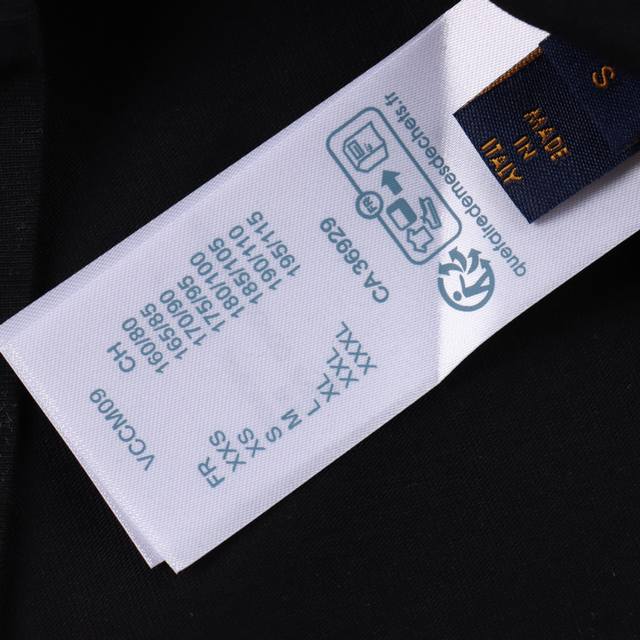 VCCM09
FR CH
XXS 160/80
XS 165/85
S 170/90
M 175/95
L 180/100
XL 185/105
XXL 190/110
XXXL 195/115
CA 36929
FR
quefairedemesdechets.fr
MADE
IN
ITALY
S